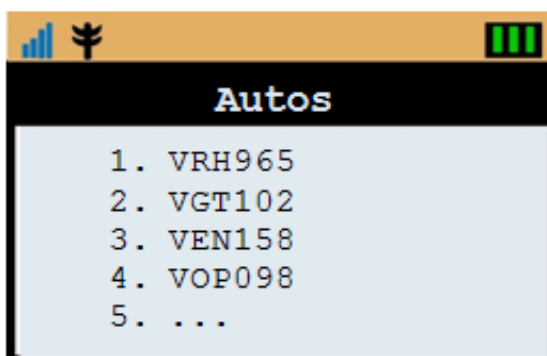 Autos
1. VRH965
2. VGT102
3. VEN158
4. VOP098
5. ...